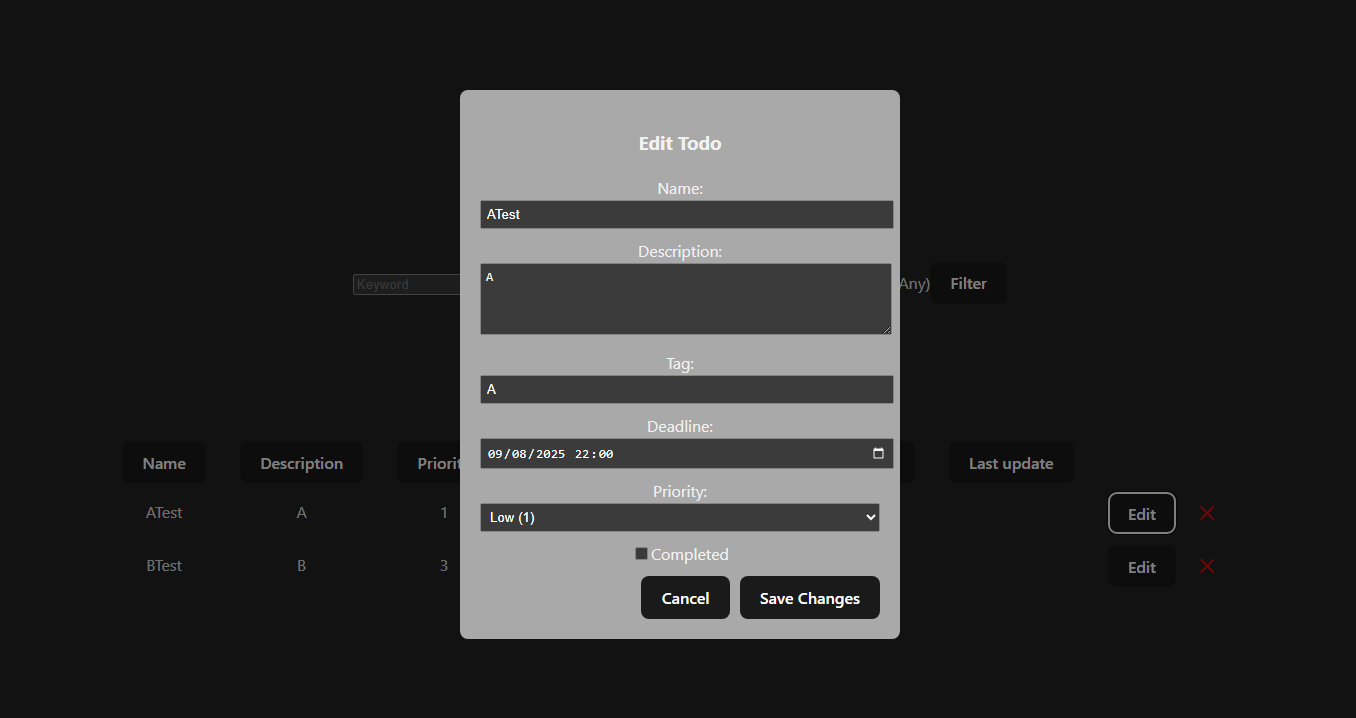 Edit Todo
Name:
ATest
Description:
A
Tag:
A
Deadline:
09/08/2025 22:00
Priority:
Low (1)
Completed
Cancel Save Changes
Keyword Any) Filter
Name Description Priorit Last update
ATest A 1 Edit
BTest B 3 Edit